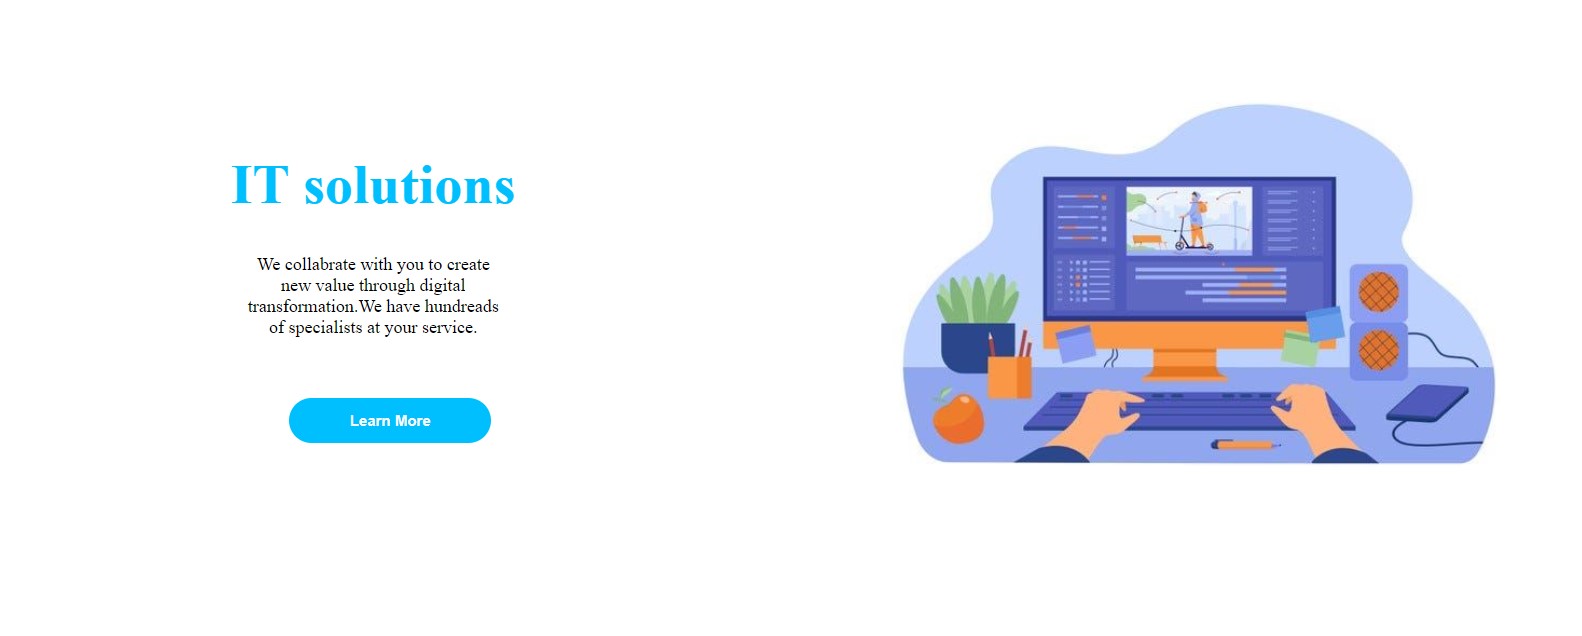 IT solutions
We collabrate with you to create
new value through digital
transformation.We have hundreads
of specialists at your service.
Learn More